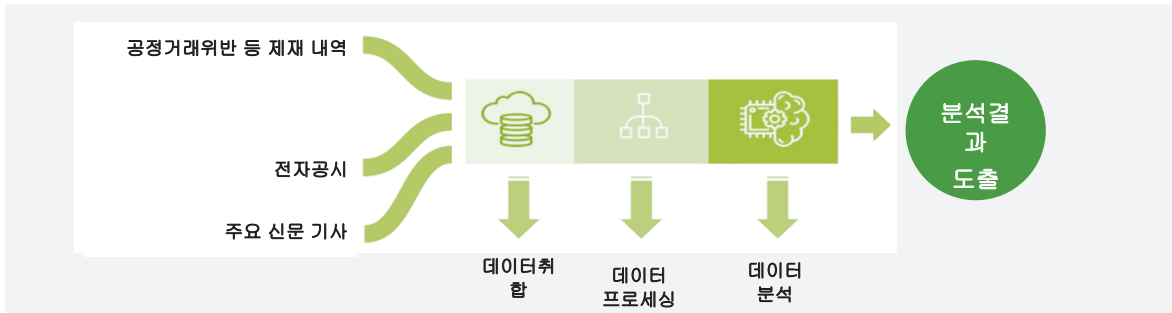 공정거래위반 등 제재 내역
전자공시
주요 신문 기사
데이터취
합
데이터
프로세싱
데이터
분석
분석결
과
도출